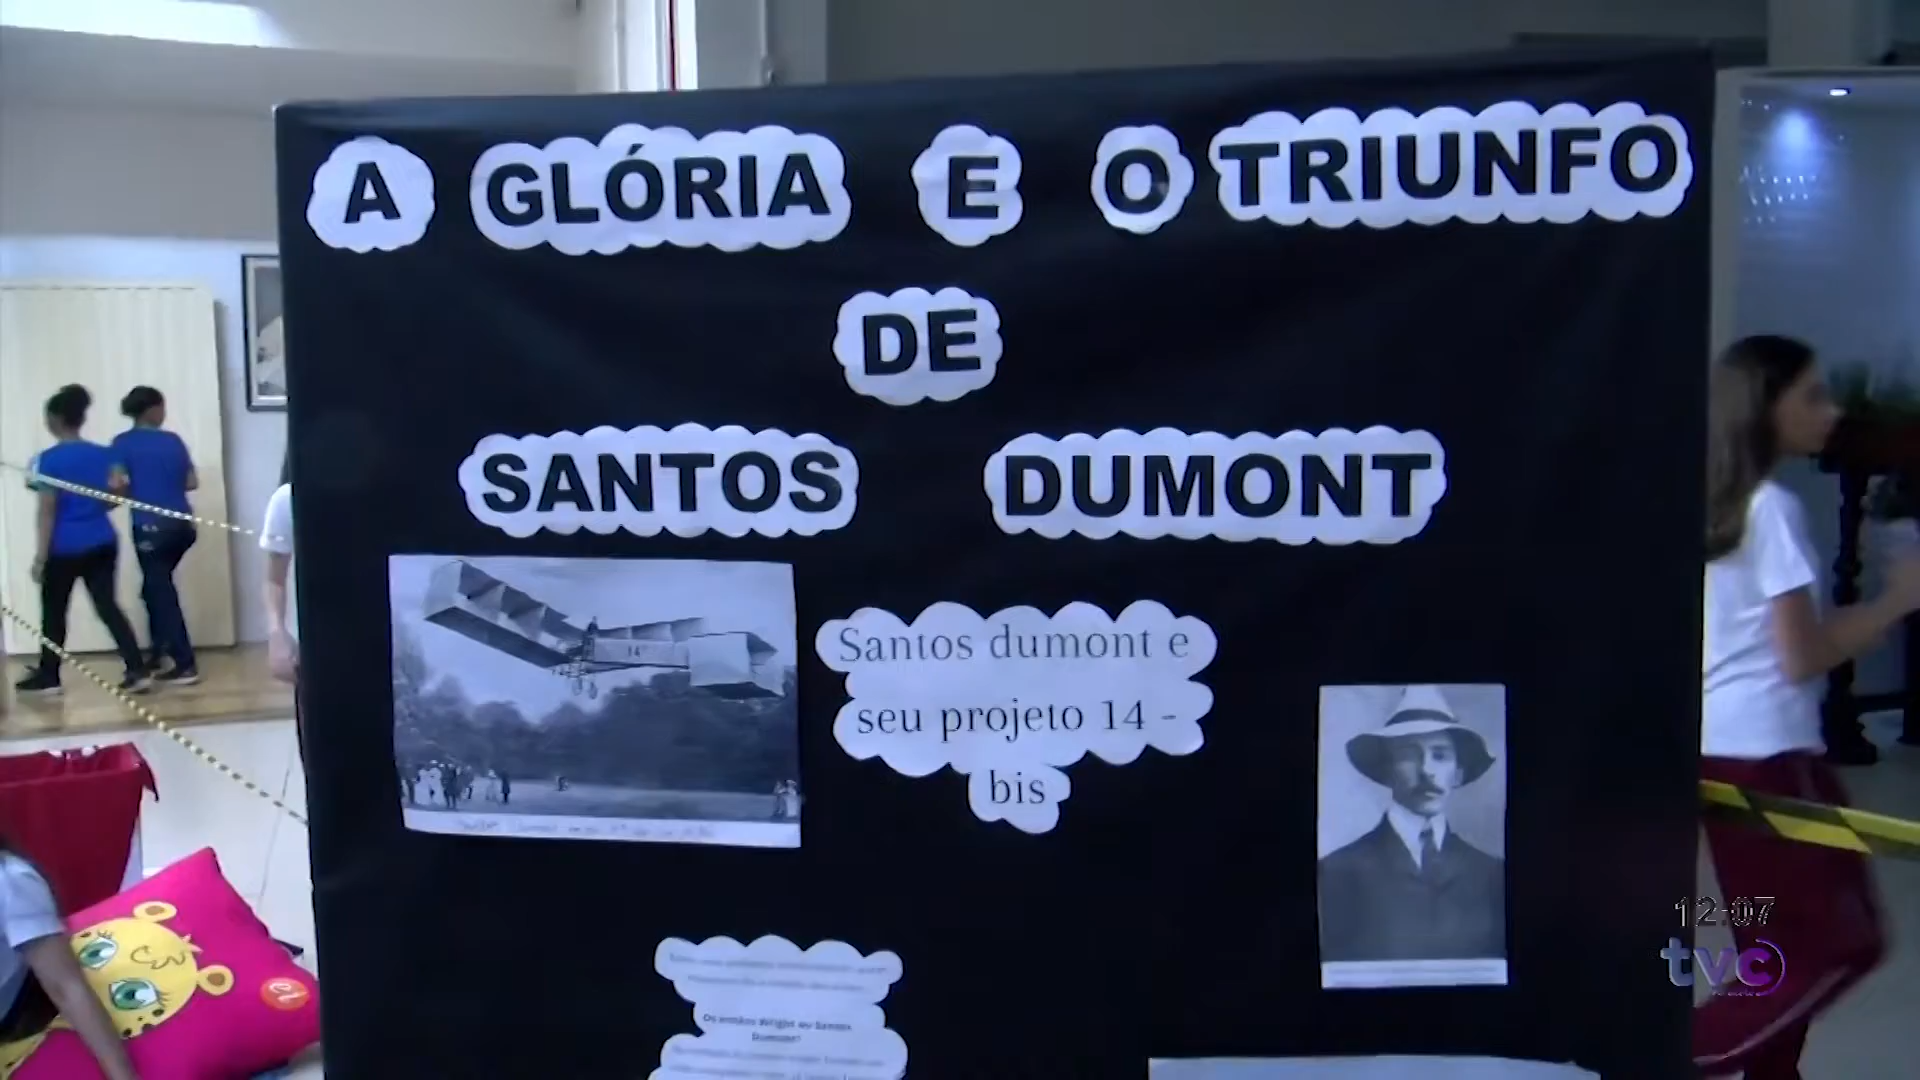 A GLÓRIA E O TRIUNFO
DE
SANTOS DUMONT
14
Santos dumont e
seu projeto 14 -
bis
Os irmãos Wright ou Santos
Dumont?
12:07
tvc